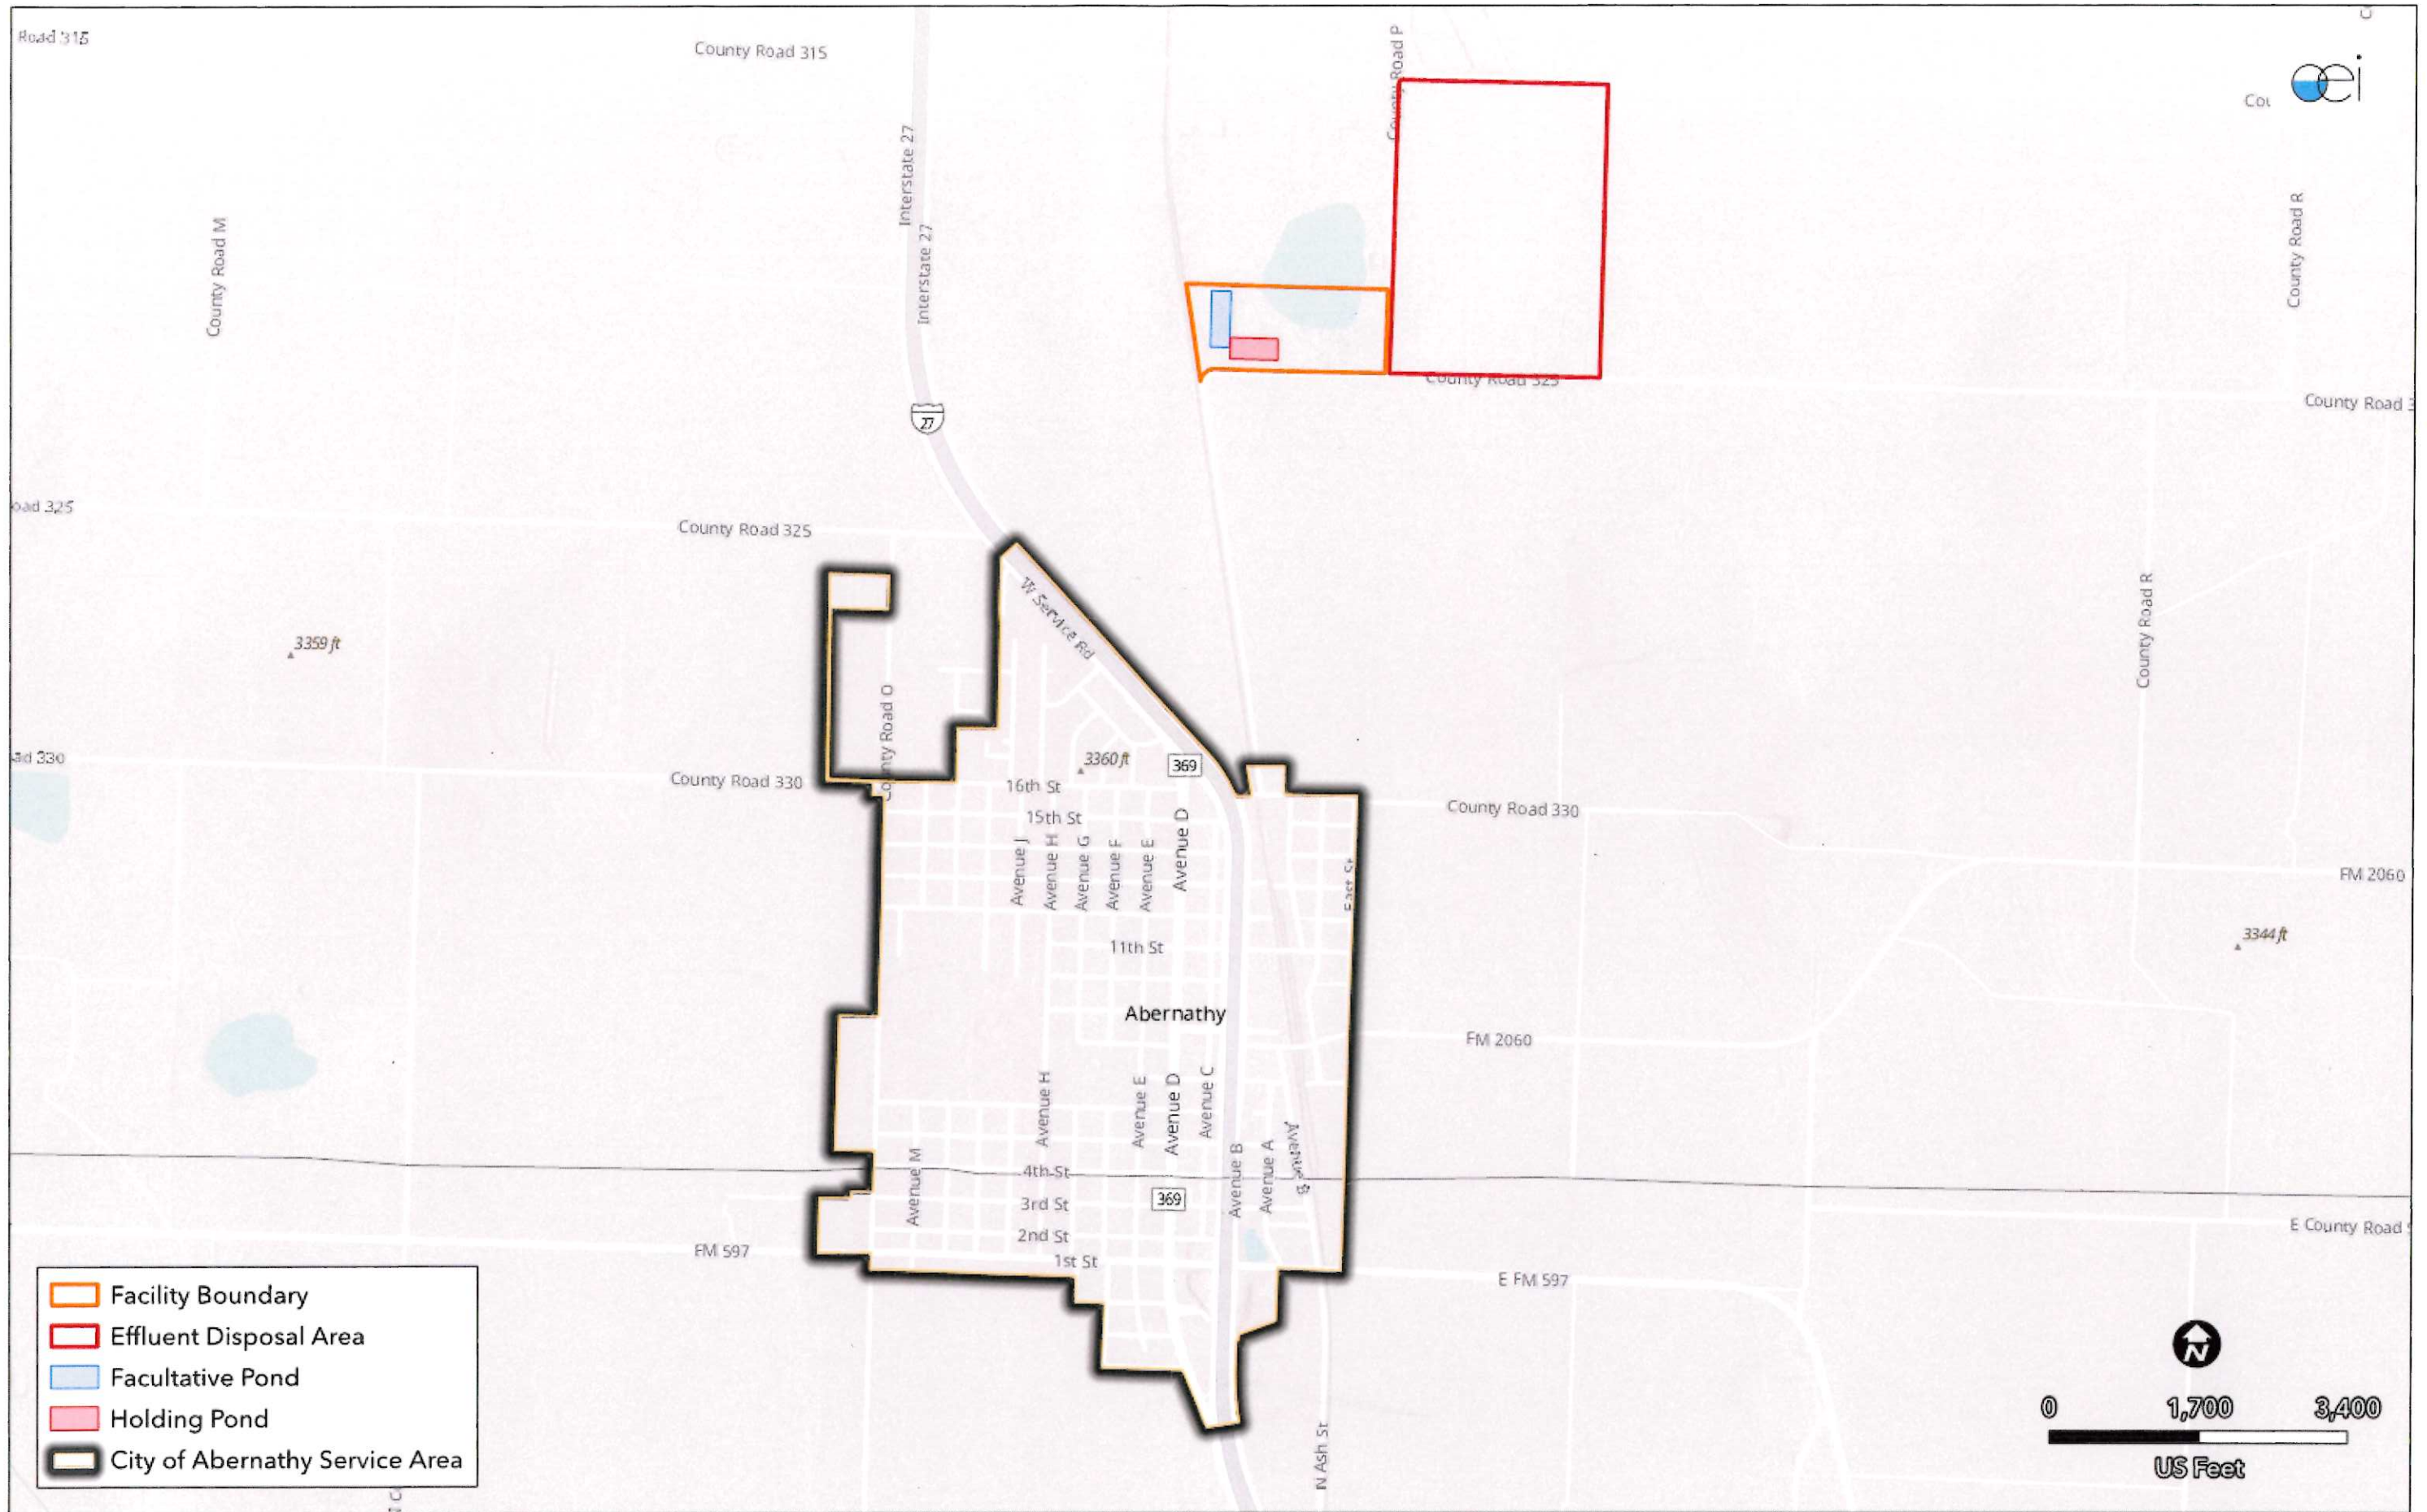 Road 315
County Road 315
County Road P
oei
Interstate 27
Interstate 27
County Road M
County Road R
County Road 325
27
County Road 3
oad 325
County Road 325
W Service Rd
County Road R
3359 ft
County Road O
ad 330
County Road 330
3360 ft
369
16th St
15th St
County Road 330
Avenue J
Avenue H
Avenue G
Avenue F
Avenue E
Avenue D
East St
FM 2060
3344 ft
11th St
Abernathy
FM 2060
Avenue H
Avenue E
Avenue D
Avenue C
Avenue M
Avenue B
Avenue A
Avenue B
4th St
369
3rd St
2nd St
1st St
FM 597
E County Road
E FM 597
N Ash St
Facility Boundary
Effluent Disposal Area
Facultative Pond
Holding Pond
City of Abernathy Service Area
N
0 1,700 3,400
US Feet